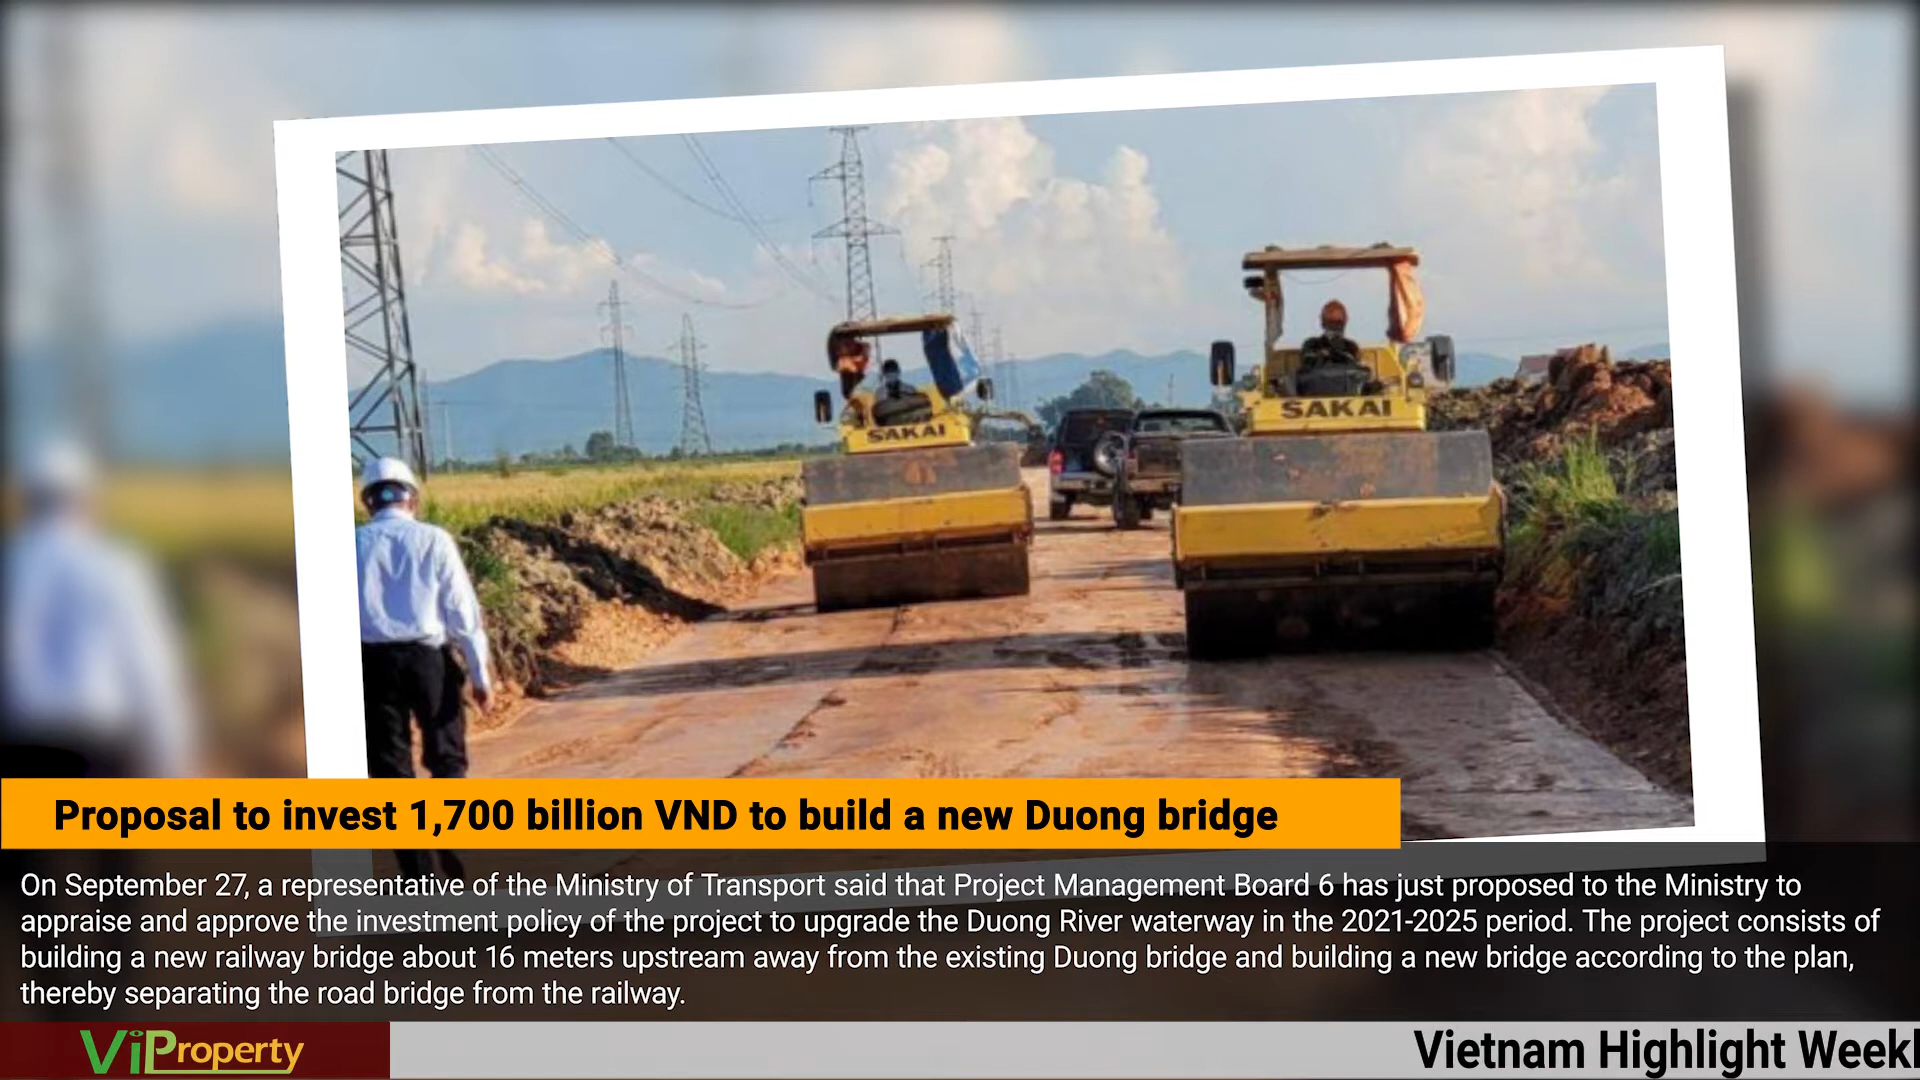 SAKAI
SAKAI
Proposal to invest 1,700 billion VND to build a new Duong bridge
On September 27, a representative of the Ministry of Transport said that Project Management Board 6 has just proposed to the Ministry to
appraise and approve the investment policy of the project to upgrade the Duong River waterway in the 2021-2025 period. The project consists of
building a new railway bridge about 16 meters upstream away from the existing Duong bridge and building a new bridge according to the plan,
thereby separating the road bridge from the railway.
ViProperty
Vietnam Highlight Weekl